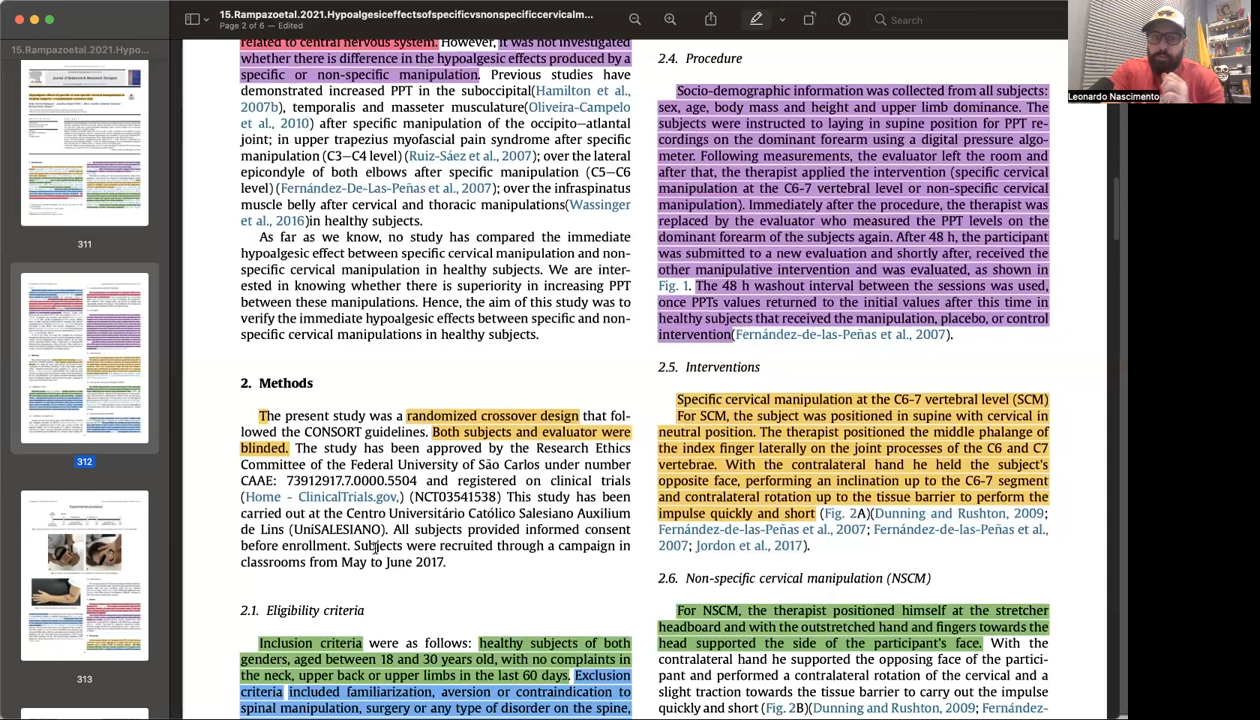 15.Rampazoetal.2021.Hypoalgesiceffectsofspecificvsnonspecificcervicalm...
Page 2 of 6 – Edited
Search
Leonardo Nascimento
15.Rampazoetal.2021.Hypo...
311
312
313
related to central nervous system. However, it was not investigated
whether there is difference in the hypoalgesic effects produced by a
specific or non-specific manipulation. Previous studies have
demonstrated increased PPT in the suboccipital(Hamilton et al.,
2007b), temporalis and masseter musculature(Oliveira-Campelo
et al., 2010) after specific manipulation of the occipito–atlantal
joint; in upper trapezius myofascial pain syndrome after specific
manipulation (C3–C4 level) (Ruiz-Sáez et al., 2007); over the lateral
epicondyle of both elbows after specific manipulation (C5–C6
level) (Fernández-De-Las-Peñas et al., 2007); over the infraspinatus
muscle belly after cervical and thoracic manipulations(Wassinger
et al., 2016)in healthy subjects.
As far as we know, no study has compared the immediate
hypoalgesic effect between specific cervical manipulation and non-
specific cervical manipulation in healthy subjects. We are inter-
ested in knowing whether there is superiority in increasing PPT
between these manipulations. Hence, the aim of this study was to
verify the immediate hypoalgesic effects between specific and non-
specific cervical manipulations in healthy subjects.
2. Methods
The present study was a randomized crossover design that fol-
lowed the CONSORT guidelines. Both subjects and evaluator were
blinded. The study has been approved by the Research Ethics
Committee of the Federal University of São Carlos under number
CAAE: 73912917.7.0000.5504 and registered on clinical trials
(Home - ClinicalTrials.gov,) (NCT03541538) This study has been
carried out at the Centro Universitário Católico Salesiano Auxilium
de Lins (UniSALESIANO). All subjects provided informed consent
before enrollment. Subjects were recruited through a campaign in
classrooms from May to June 2017.
2.1. Eligibility criteria
Inclusion criteria were as follows: healthy subjects of both
genders, aged between 18 and 30 years old, with no complaints in
the neck, upper back or upper limbs in the last 60 days. Exclusion
criteria included familiarization, aversion or contraindication to
spinal manipulation, surgery or any type of disorder on the spine,
2.4. Procedure
Socio-demographic information was collected from all subjects:
sex, age, body mass and height and upper limb dominance. The
subjects were instructed to laying in supine position for PPT re-
cordings on the dominant forearm using a digital pressure algo-
meter. Following measurements, the evaluator left the room and
after that, the therapist applied the intervention (specific cervical
manipulation at the C6-7 vertebral level or non-specific cervical
manipulation). Immediately after the procedure, the therapist was
replaced by the evaluator who measured the PPT levels on the
dominant forearm of the subjects again. After 48 h, the participant
was submitted to a new evaluation and shortly after, received the
other manipulative intervention and was evaluated, as shown in
Fig. 1. The 48 h washout interval between the sessions was used,
once PPTs values returned to the initial values after this time in
healthy subjects that received the manipulation, placebo, or control
intervention(Fernández-de-las-Peñas et al., 2007).
2.5. Interventions
Specific cervical manipulation at the C6-7 vertebral level (SCM)
For SCM, the subject was positioned in supine with cervical in
neutral position. The therapist positioned the middle phalange of
the index finger laterally on the joint processes of the C6 and C7
vertebrae. With the contralateral hand he held the subject's
opposite face, performing an inclination up to the C6-7 segment
and contralateral rotation up to the tissue barrier to perform the
impulse quickly and short (Fig. 2A)(Dunning and Rushton, 2009;
Fernández-de-las-Peñas et al., 2007; Fernández-de-las-Peñas et al.,
2007; Jordon et al., 2017).
2.6. Non-specific cervical manipulation (NSCM)
For NSCM, the therapist positioned himself at the stretcher
headboard and with the outstretched hand and fingers towards the
head supported the side of the participant's face. With the
contralateral hand he supported the opposing face of the partici-
pant and performed a contralateral rotation of the cervical and a
slight traction towards the tissue barrier to carry out the impulse
quickly and short (Fig. 2B)(Dunning and Rushton, 2009; Fernández-